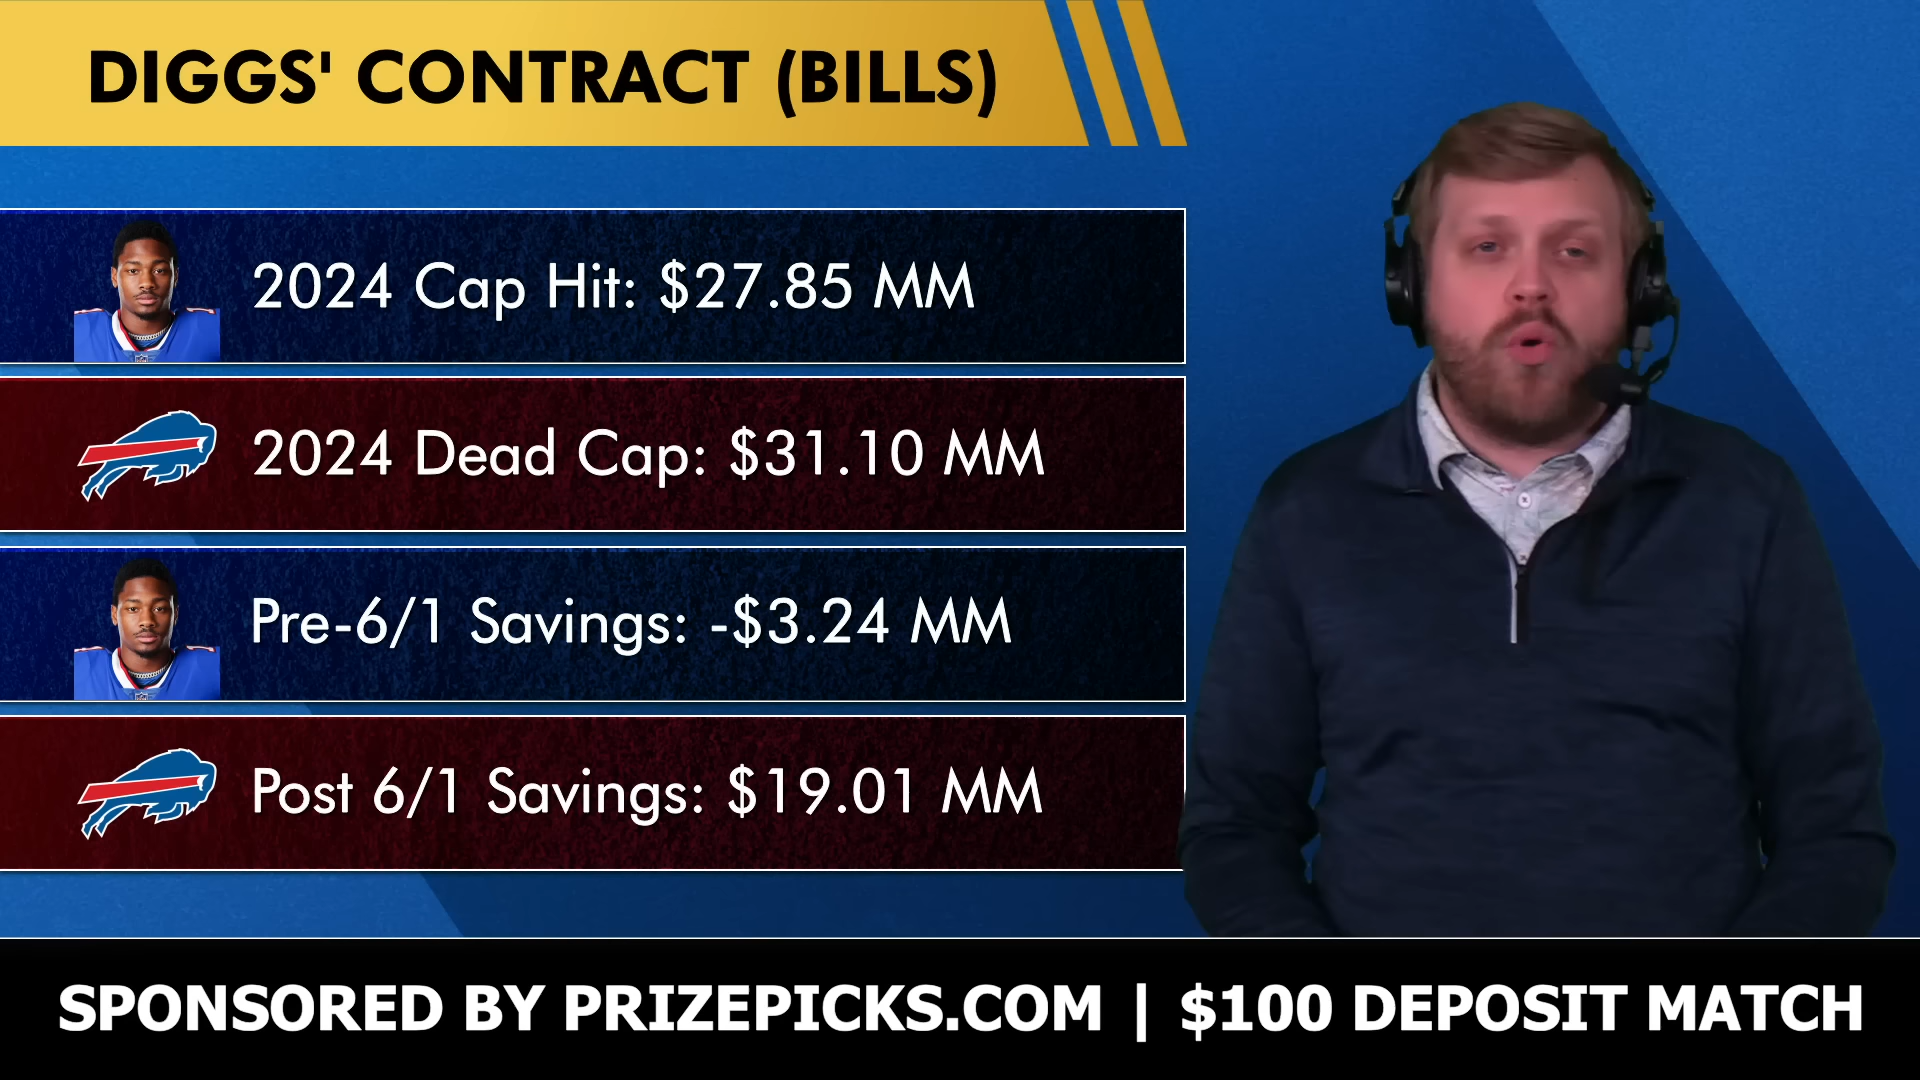 DIGGS' CONTRACT (BILLS)
2024 Cap Hit: $27.85 MM
2024 Dead Cap: $31.10 MM
Pre-6/1 Savings: -$3.24 MM
Post 6/1 Savings: $19.01 MM
SPONSORED BY PRIZEPICKS.COM | $100 DEPOSIT MATCH